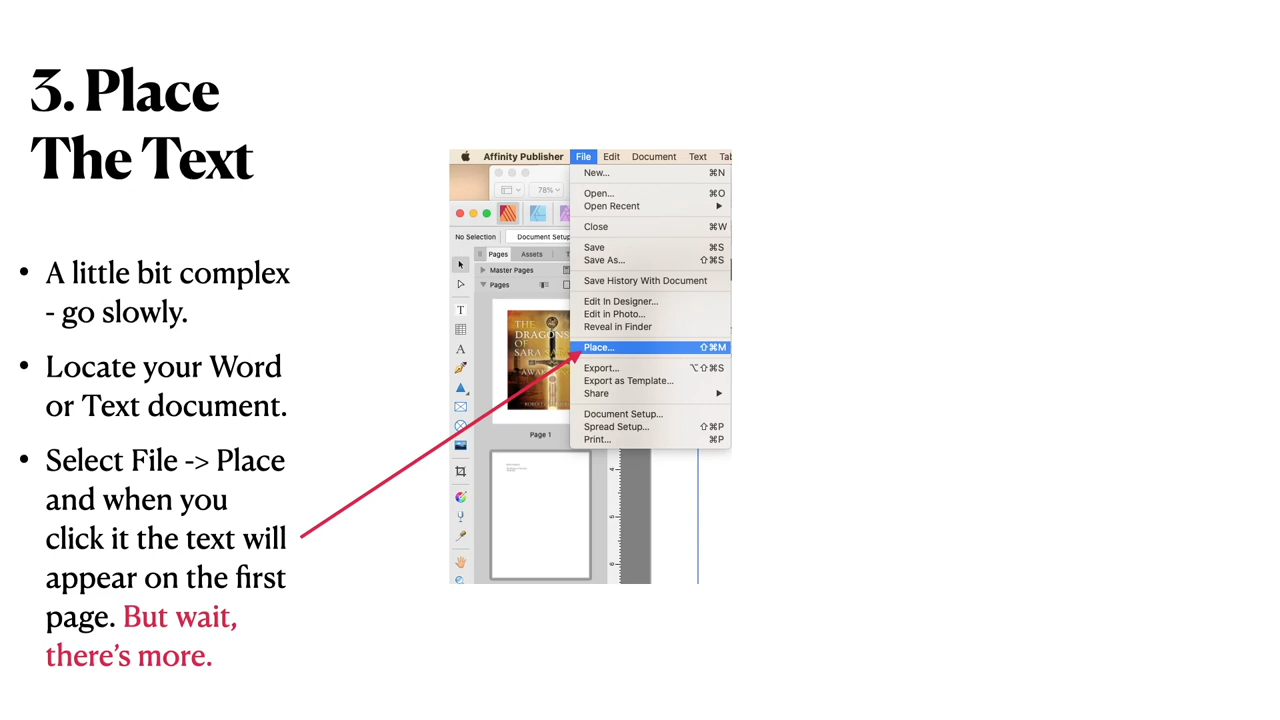 3. Place
The Text
• A little bit complex
- go slowly.
• Locate your Word
or Text document.
• Select File -> Place
and when you
click it the text will
appear on the first
page. But wait,
there's more.
Affinity Publisher File Edit Document Text Tab
78%
No Selection Document Setup
Pages Assets
Master Pages
Pages
THE
DRAGONS
OF
Page 1
New... ⌘N
Open... ⌘O
Open Recent ▶
Close ⌘W
Save ⌘S
Save As... ⇧⌘S
Save History With Document
Edit In Designer...
Edit in Photo...
Reveal in Finder
Place... ⇧⌘M
Export... ⌥⇧⌘S
Export as Template...
Share ▶
Document Setup...
Spread Setup... ⇧⌘P
Print... ⌘P
4
5
6